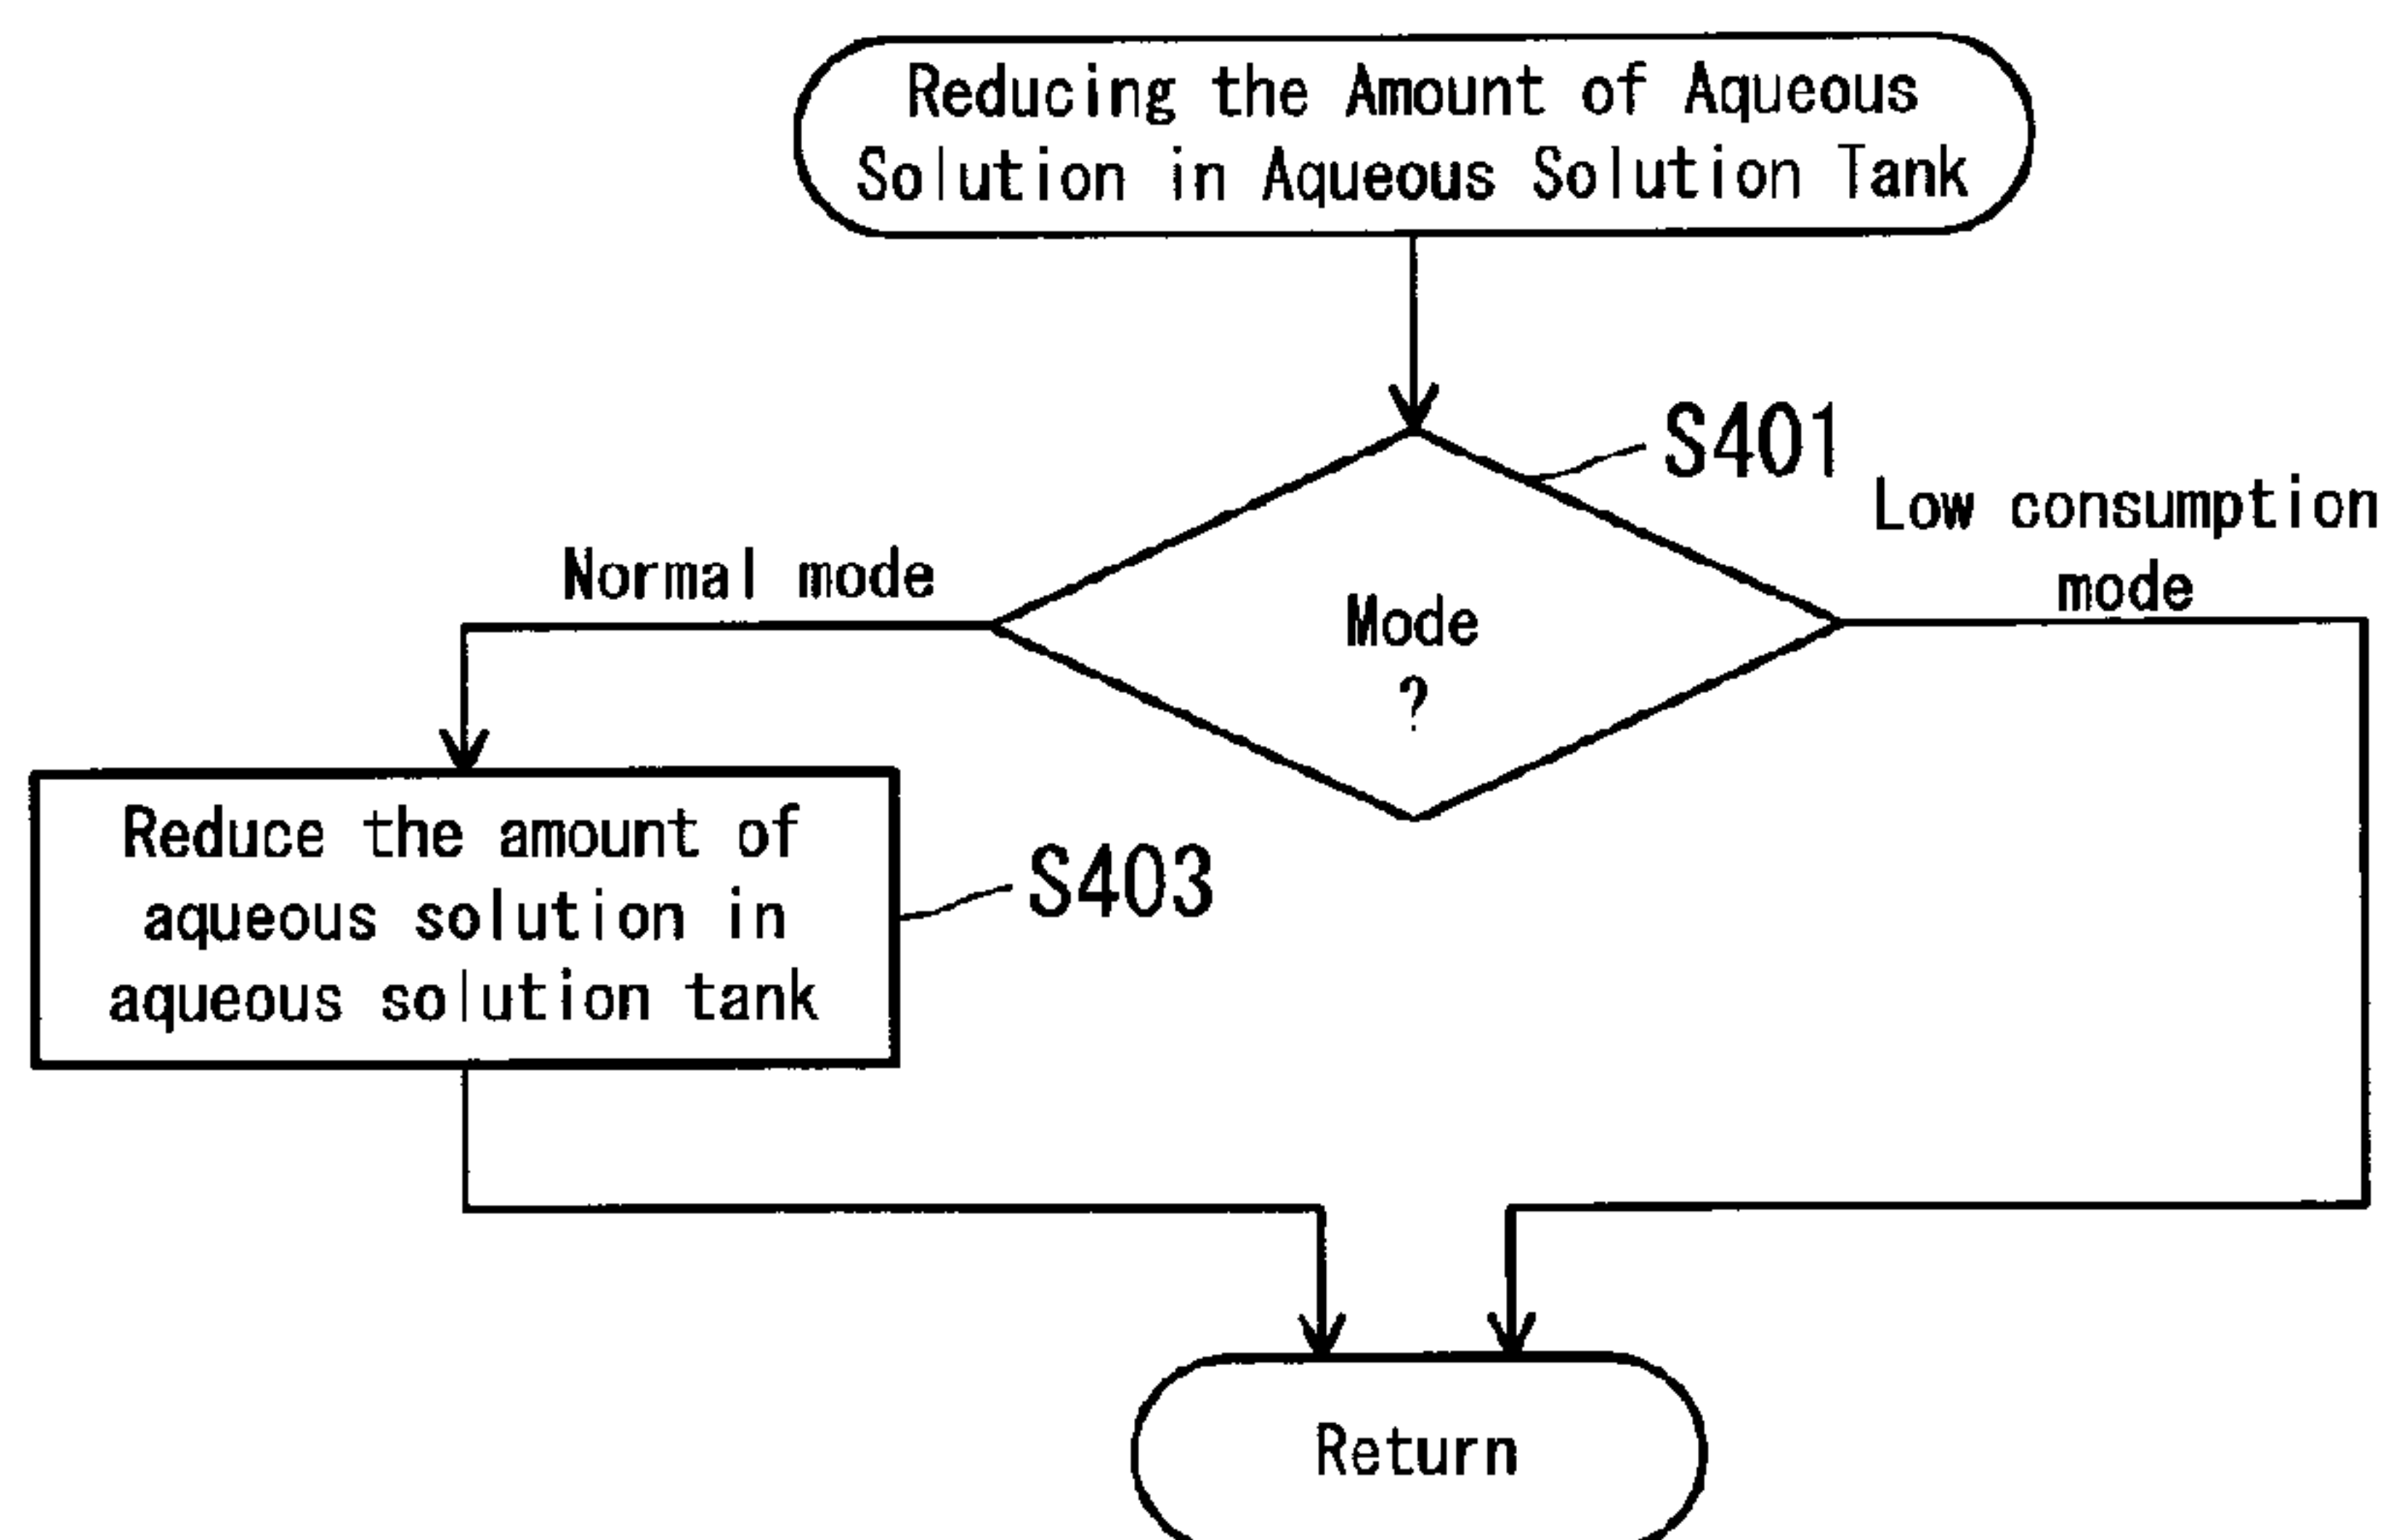 Reducing the Amount of Aqueous
Solution in Aqueous Solution Tank
S401
Low consumption
mode
Normal mode
Mode
?
Reduce the amount of
aqueous solution in
aqueous solution tank
S403
Return